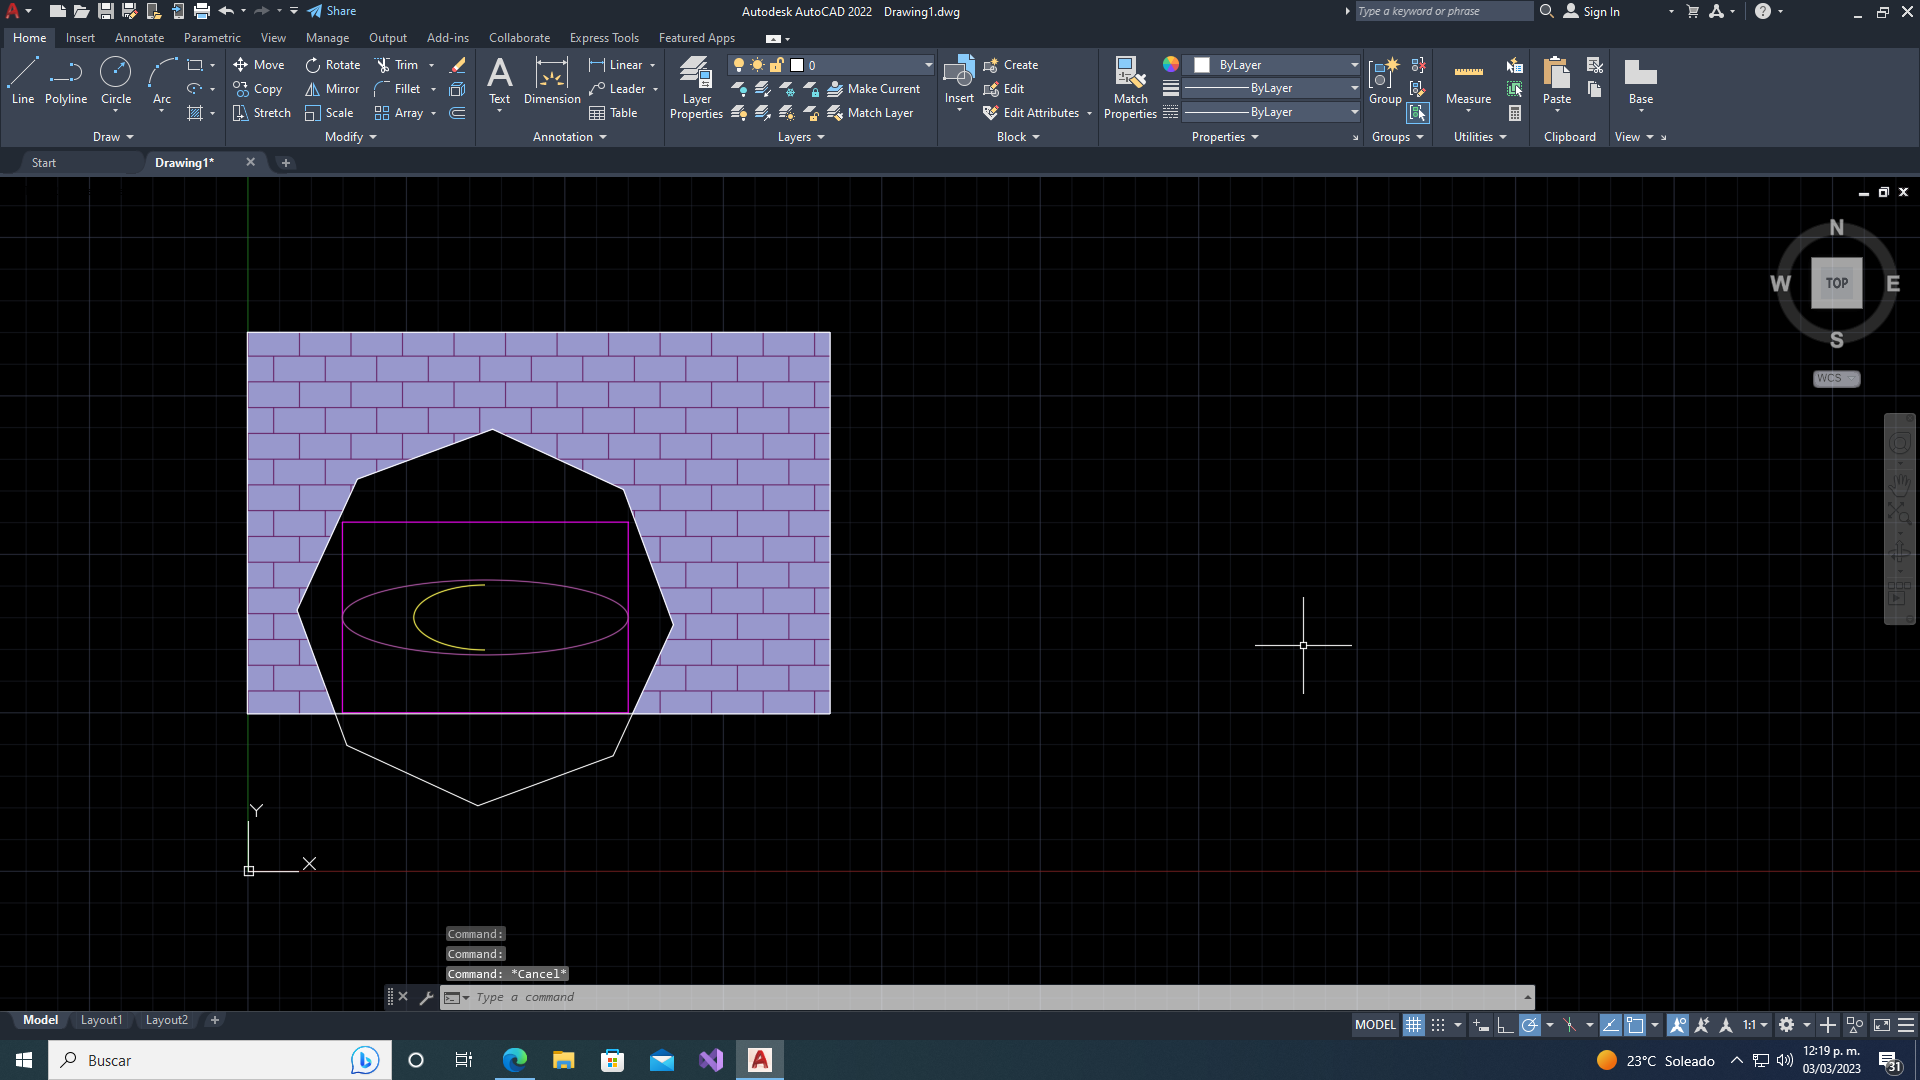 Share
Autodesk AutoCAD 2022 Drawing1.dwg
Type a keyword or phrase
Sign In
Home Insert Annotate Parametric View Manage Output Add-ins Collaborate Express Tools Featured Apps
Line Polyline Circle Arc
Move Rotate Trim
Copy Mirror Fillet
Stretch Scale Array
Text Dimension
Linear
Leader
Table
Layer Properties
0
Make Current
Match Layer
Insert
Create
Edit
Edit Attributes
Match Properties
ByLayer
ByLayer
ByLayer
Group
Measure
Paste
Base
Draw Modify Annotation Layers Block Properties Groups Utilities Clipboard View
Start Drawing1*
N
W TOP E
S
WCS
Y
X
Command:
Command:
Command: *Cancel*
Type a command
Model Layout1 Layout2
MODEL 1:1
Buscar
23°C Soleado
12:19 p. m.
03/03/2023
31